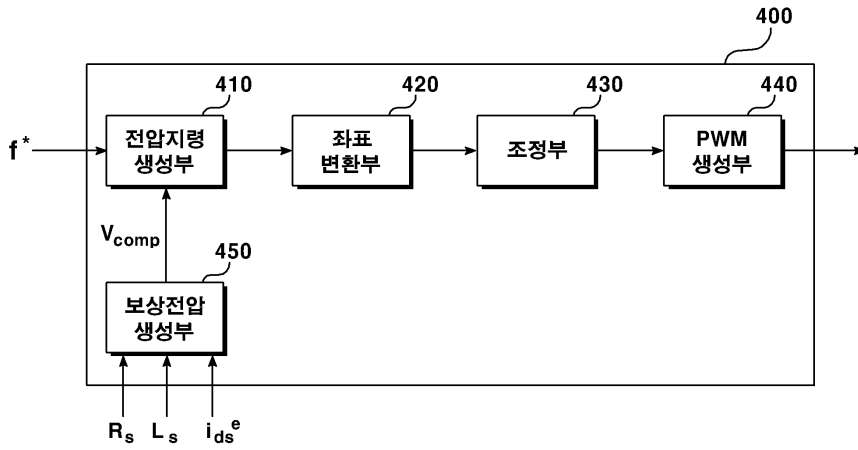 400
410
420
430
440
f*
전압지령
생성부
좌표
변환부
조정부
PWM
생성부
Vcomp
450
보상전압
생성부
Rs
Ls
idse